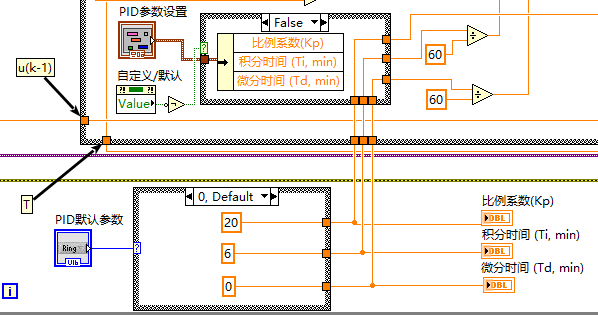 PID参数设置
False
u(k-1)
比例系数(Kp)
积分时间 (Ti, min)
微分时间 (Td, min)
60
÷
自定义/默认
Value
?
60
÷
T
0, Default
PID默认参数
Ring
U16
?
20
6
0
比例系数(Kp)
DBL
积分时间 (Ti, min)
DBL
微分时间 (Td, min)
DBL
i